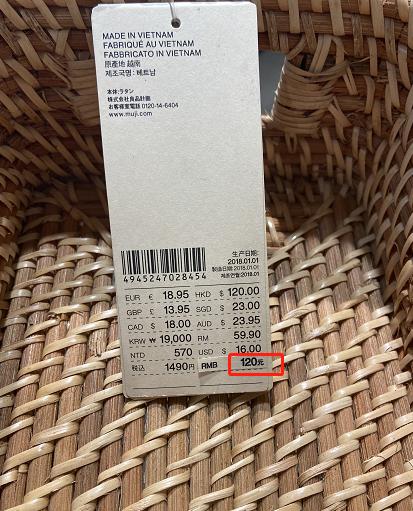 MADE IN VIETNAM
FABRIQUÉ AU VIETNAM
FABBRICATO IN VIETNAM
原產地 越南
제조국명: 베트남
本体:ラタン
株式会社良品計画
お客様室電話 0120-14-6404
www.muji.com
4945247028454
生产日期:
2018.01.01
製造日期:2018.01.01
제조연월:2018.01
EUR € 18.95 HKD $ 120.00
GBP £ 13.95 SGD $ 23.00
CAD $ 18.00 AUD $ 23.95
KRW ₩ 19,000 RM 59.90
NTD 570 USD $ 16.00
税込 1490円 RMB 120元